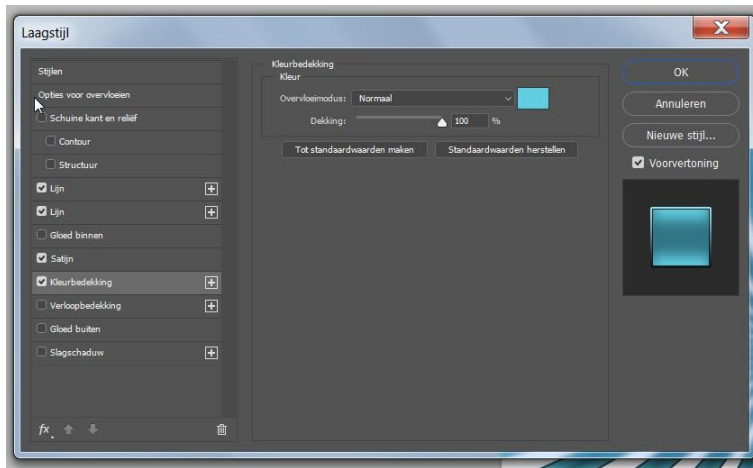 Laagstijl
Stijlen
Opties voor overvloeien
Schuine kant en reliëf
Contour
Structuur
Lijn
Lijn
Gloed binnen
Satijn
Kleurbedekking
Verloopbedekking
Gloed buiten
Slagschaduw
fx
Kleurbedekking
Kleur
Overvloeimodus: Normaal
Dekking: 100 %
Tot standaardwaarden maken Standaardwaarden herstellen
OK
Annuleren
Nieuwe stijl...
Voorvertoning